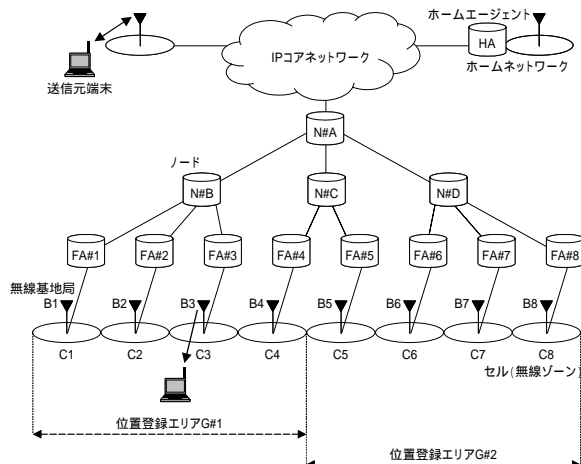 ホームエージェント
HA
IPコアネットワーク
ホームネットワーク
送信元端末
N#A
ノード
N#B
N#C
N#D
FA#1
FA#2
FA#3
FA#4
FA#5
FA#6
FA#7
FA#8
無線基地局
B1
B2
B3
B4
B5
B6
B7
B8
C1
C2
C3
C4
C5
C6
C7
C8
セル(無線ゾーン)
位置登録エリアG#1
位置登録エリアG#2